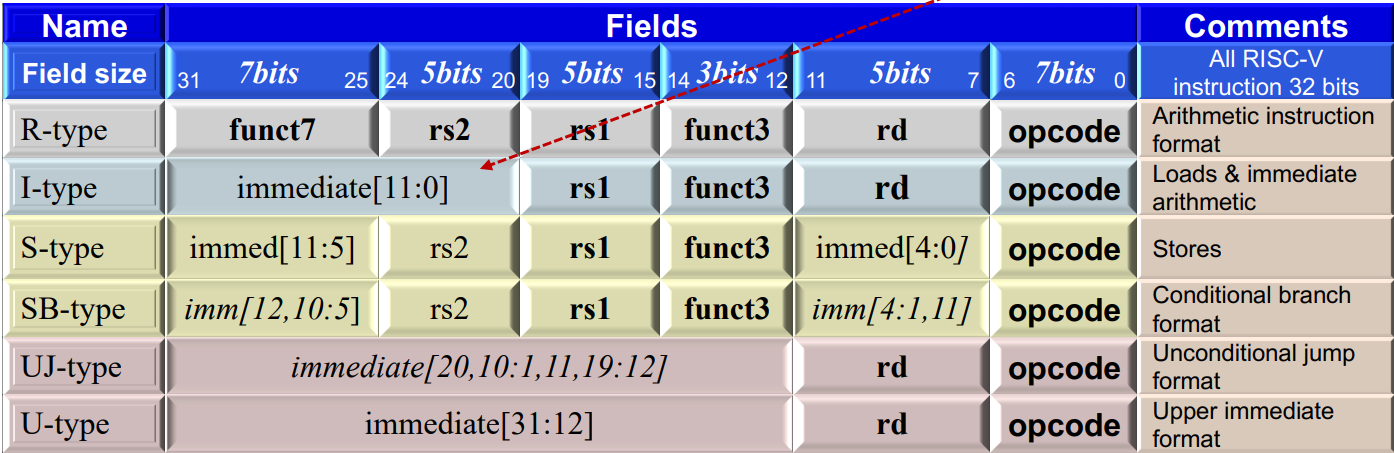 Name Fields Comments
Field size 31 7bits 25 24 5bits 20 19 5bits 15 14 3bits 12 11 5bits 7 6 7bits 0 All RISC-V
instruction 32 bits
R-type funct7 rs2 rs1 funct3 rd opcode Arithmetic instruction
format
I-type immediate[11:0] rs1 funct3 rd opcode Loads & immediate
arithmetic
S-type immed[11:5] rs2 rs1 funct3 immed[4:0] opcode Stores
SB-type imm[12,10:5] rs2 rs1 funct3 imm[4:1,11] opcode Conditional branch
format
UJ-type immediate[20,10:1,11,19:12] rd opcode Unconditional jump
format
U-type immediate[31:12] rd opcode Upper immediate
format